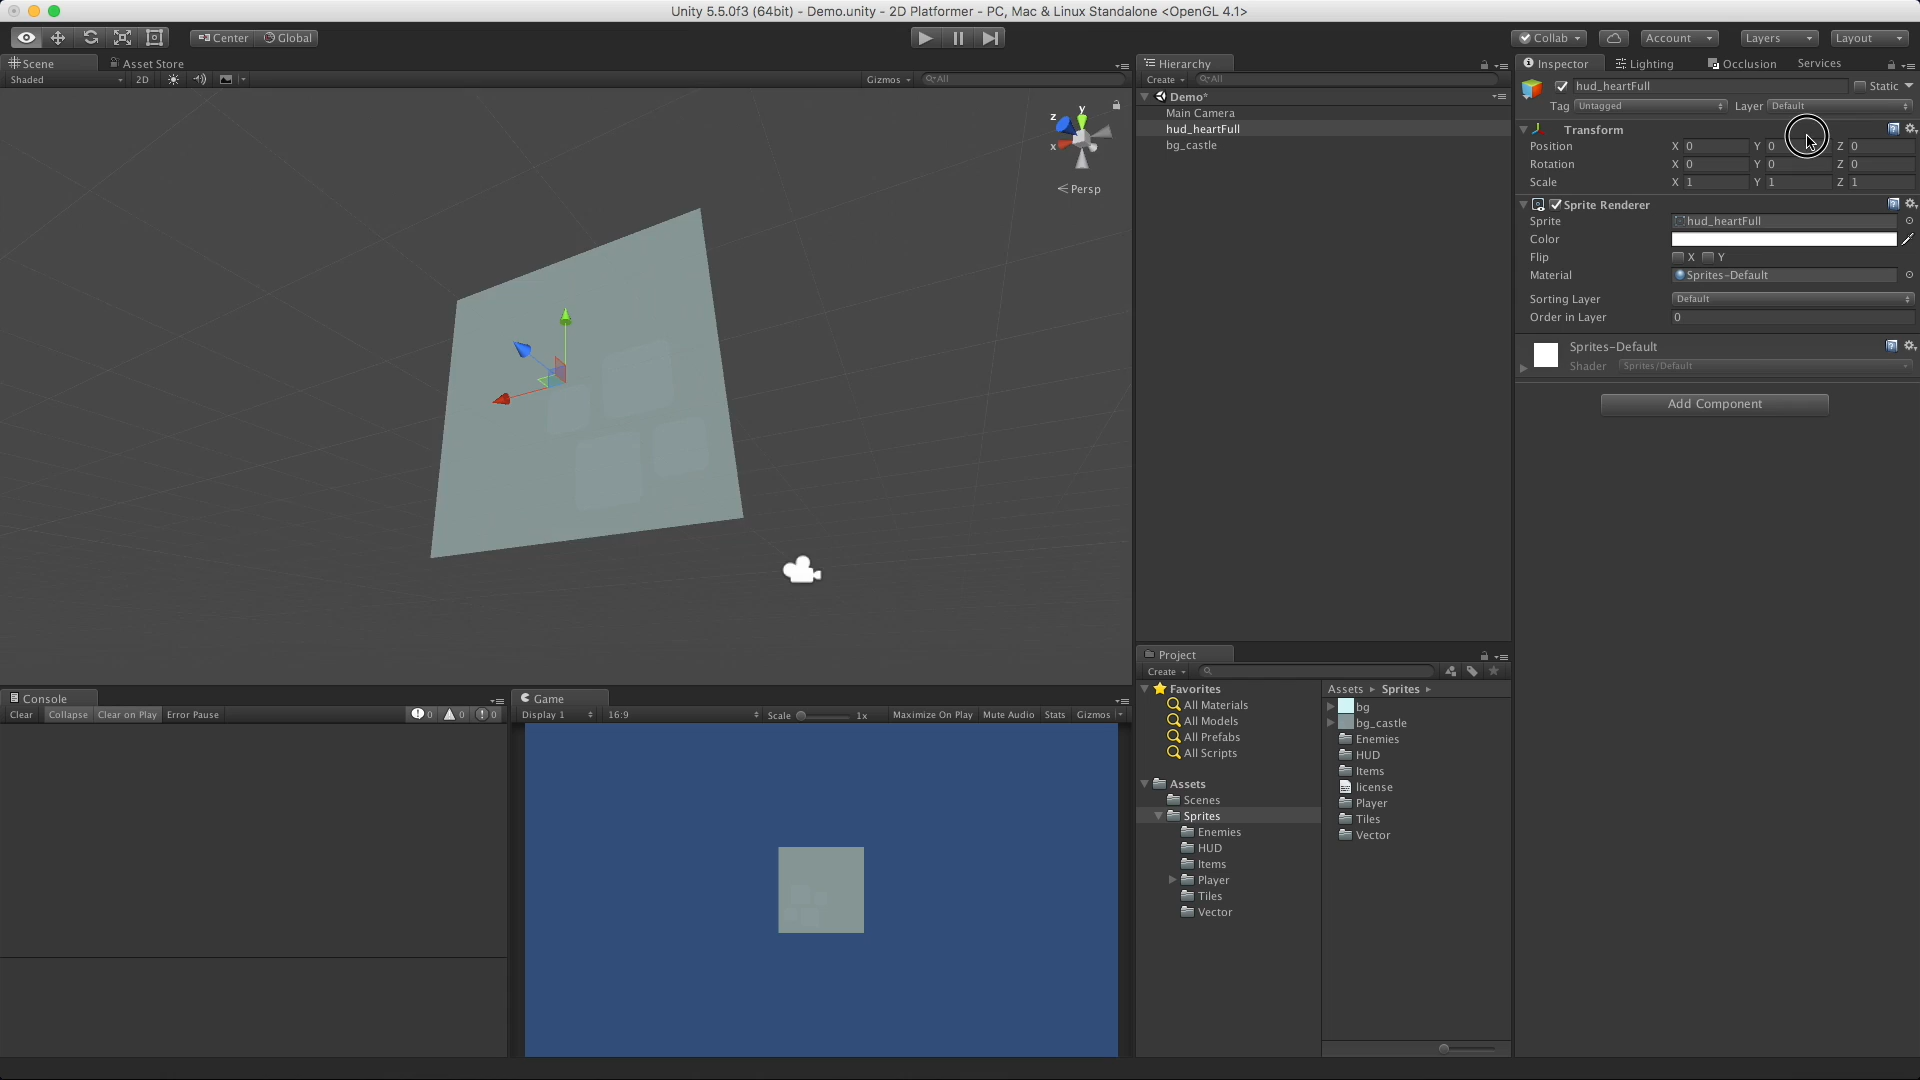 Unity 5.5.0f3 (64bit) - Demo.unity - 2D Platformer - PC, Mac & Linux Standalone <OpenGL 4.1>
Center Global Collab Account Layers Layout
Scene Asset Store
Shaded 2D Gizmos All
y
z
x
Persp
Hierarchy
Create All
Demo*
Main Camera
hud_heartFull
bg_castle
Inspector Lighting Occlusion Services
hud_heartFull Static
Tag Untagged Layer Default
Transform
Position X 0 Y 0 Z 0
Rotation X 0 Y 0 Z 0
Scale X 1 Y 1 Z 1
Sprite Renderer
Sprite hud_heartFull
Color
Flip X Y
Material Sprites-Default
Sorting Layer Default
Order in Layer 0
Sprites-Default
Shader Sprites/Default
Add Component
Console
Clear Collapse Clear on Play Error Pause 0 0 0
Game
Display 1 16:9 Scale 1x Maximize On Play Mute Audio Stats Gizmos
Project
Create
Favorites
All Materials
All Models
All Prefabs
All Scripts
Assets
Scenes
Sprites
Enemies
HUD
Items
Player
Tiles
Vector
Assets Sprites
bg
bg_castle
Enemies
HUD
Items
license
Player
Tiles
Vector